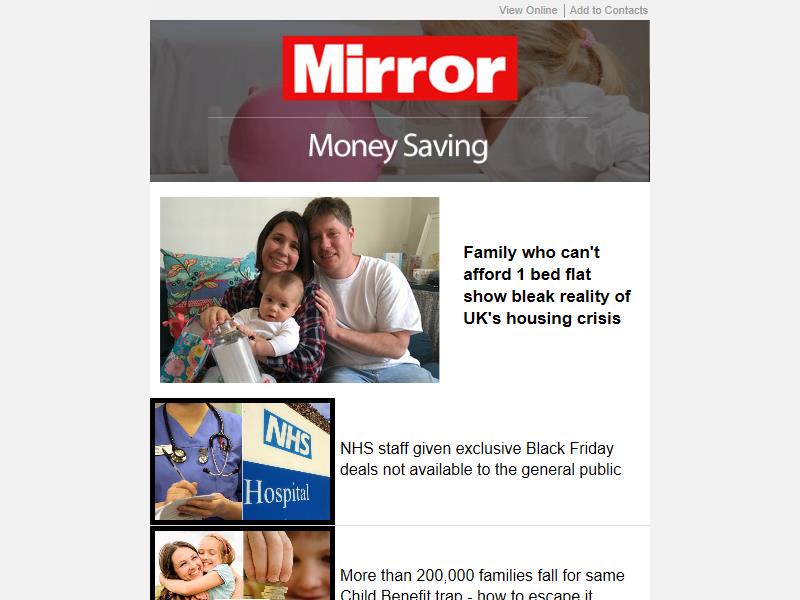 View Online | Add to Contacts
Mirror
Money Saving
Family who can't
afford 1 bed flat
show bleak reality of
UK's housing crisis
NHS
Hospital
NHS staff given exclusive Black Friday
deals not available to the general public
More than 200,000 families fall for same
Child Benefit trap - how to escape it